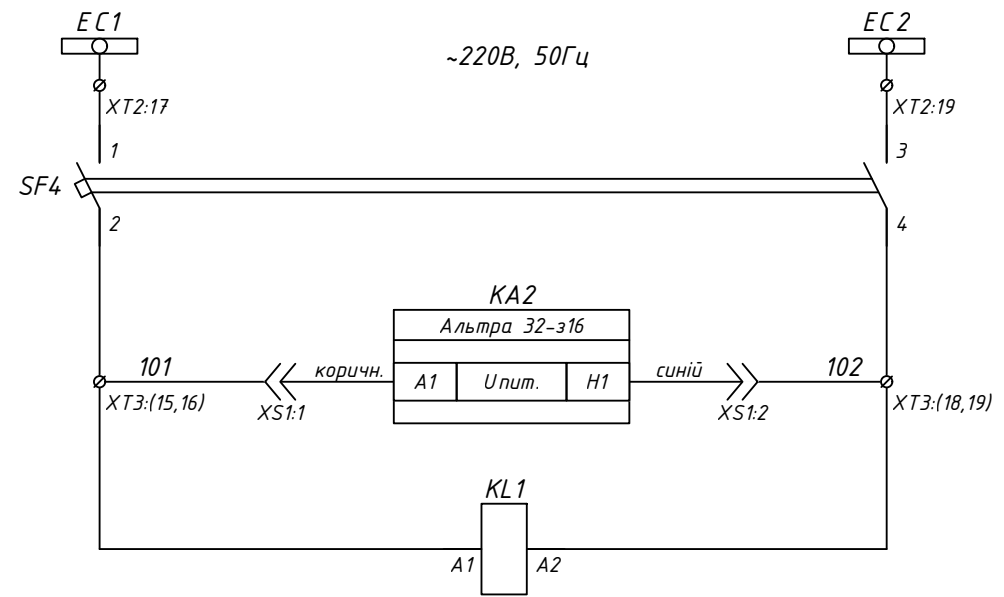 EC1
EC2
~220В, 50Гц
XT2:17
XT2:19
1
3
SF4
2
4
KA2
Альтра 32-з16
101
коричн.
A1
Uпит.
H1
синій
102
XT3:(15,16)
XS1:1
XS1:2
XT3:(18,19)
KL1
A1
A2